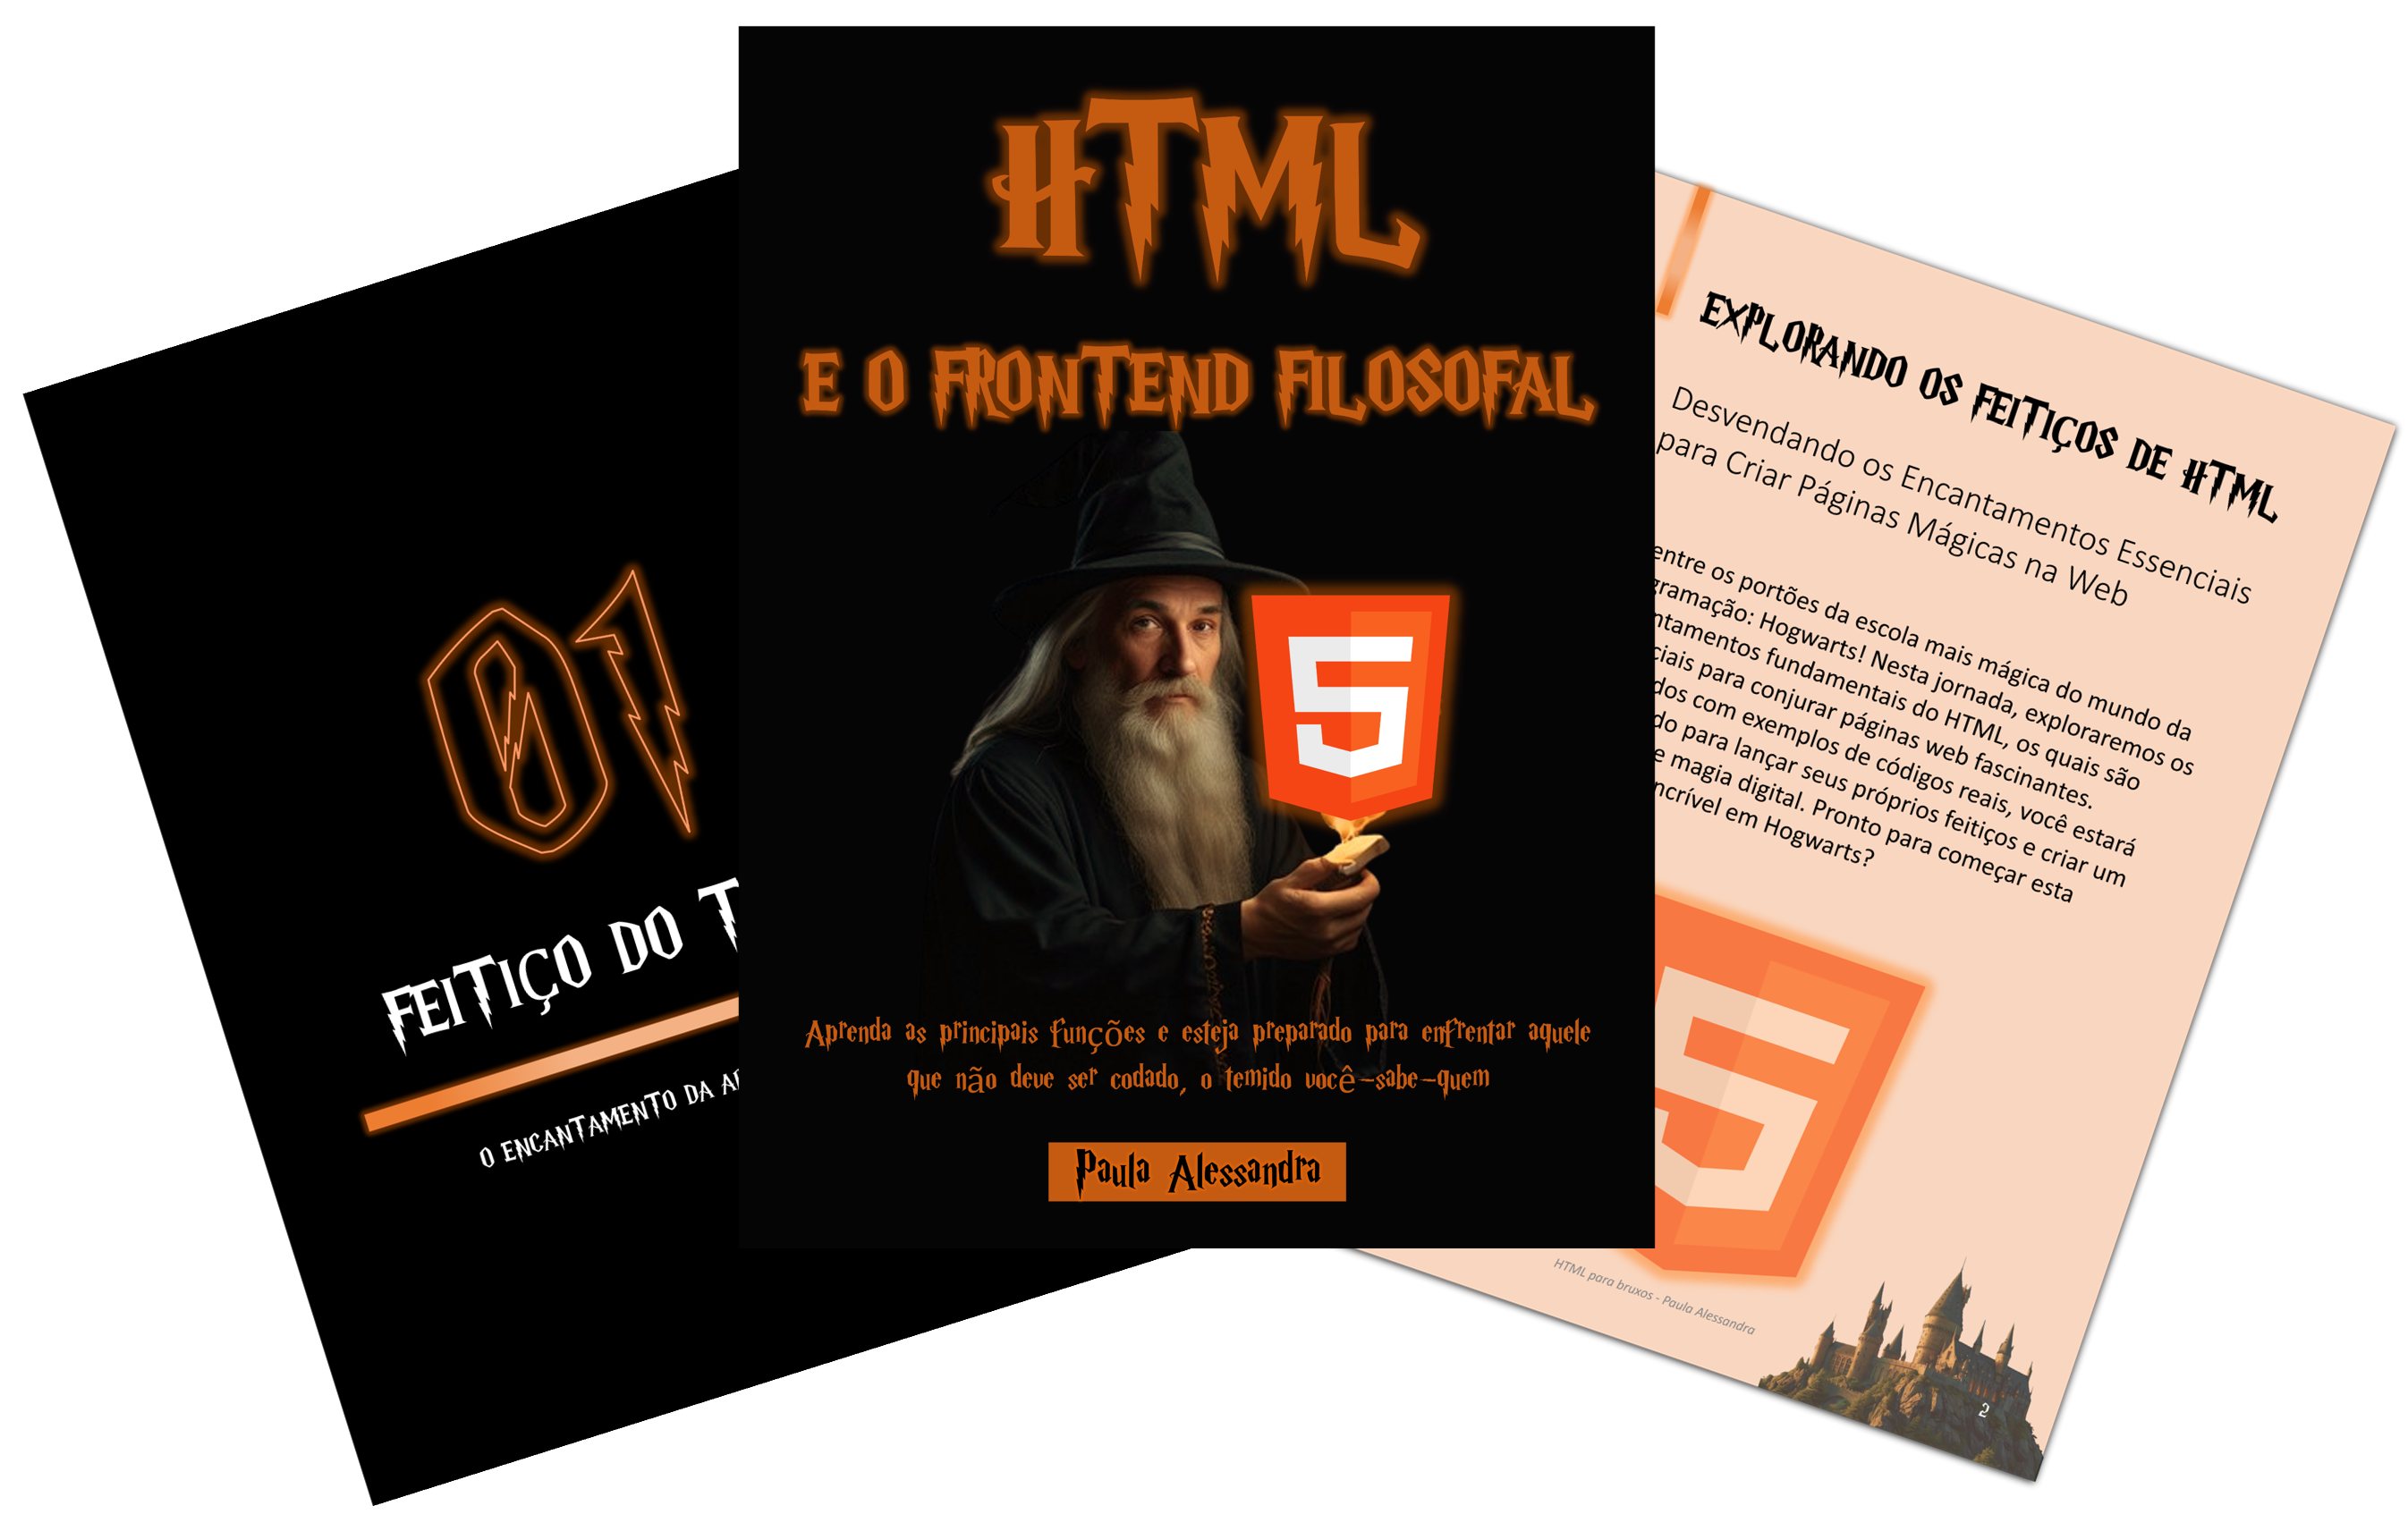 HTML
E O FRONTEND FILOSOFAL
Aprenda as principais funções e esteja preparado para enfrentar aquele
que não deve ser codado, o temido você-sabe-quem
Paula Alessandra
01
FEITIÇO DO
O ENCANTAMENTO DA
EXPLORANDO OS FEITIÇOS DE HTML
Desvendando os Encantamentos Essenciais
para Criar Páginas Mágicas na Web
entre os portões da escola mais mágica do mundo da
gramação: Hogwarts! Nesta jornada, exploraremos os
ntamentos fundamentais do HTML, os quais são
ciais para conjurar páginas web fascinantes.
dos com exemplos de códigos reais, você estará
do para lançar seus próprios feitiços e criar um
e magia digital. Pronto para começar esta
ncrível em Hogwarts?
5
HTML para bruxos - Paula Alessandra
2